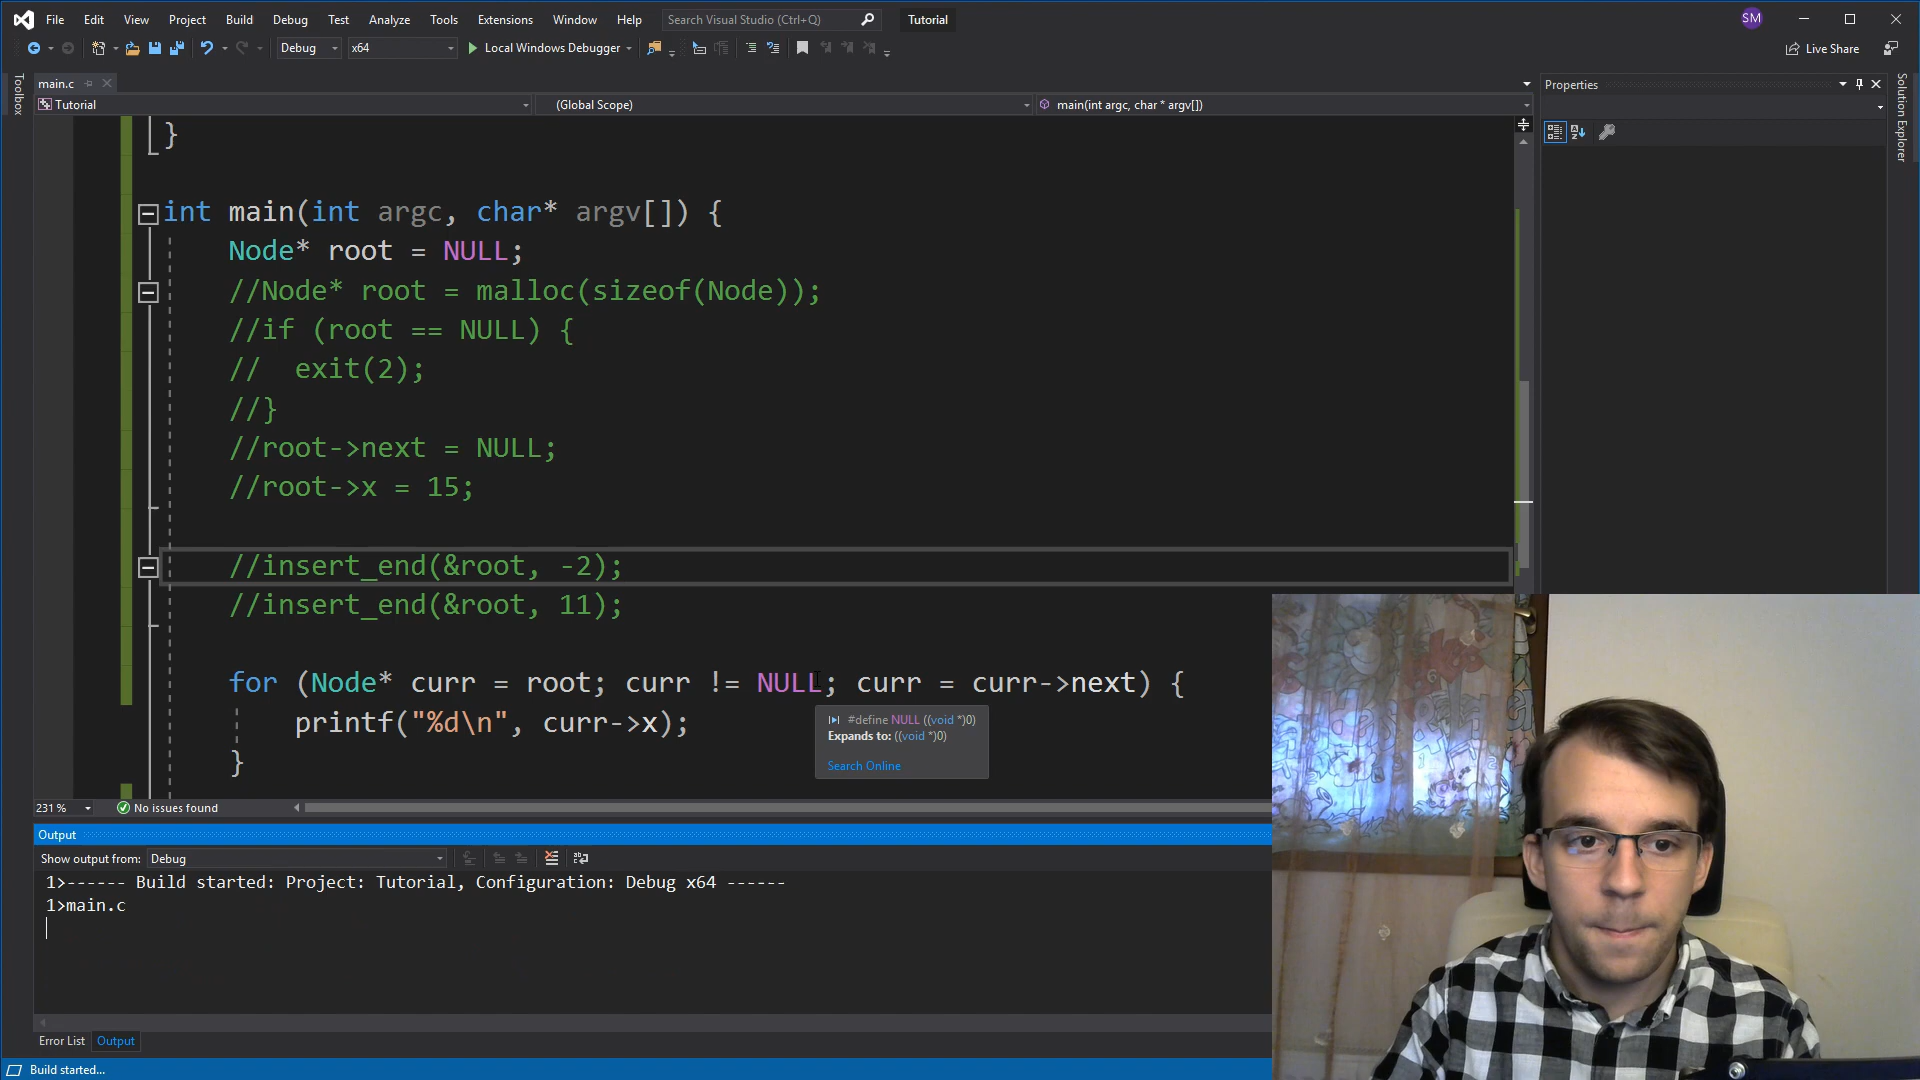 File Edit View Project Build Debug Test Analyze Tools Extensions Window Help Search Visual Studio (Ctrl+Q) Tutorial SM
Debug x64 Local Windows Debugger Live Share
main.c
Tutorial (Global Scope) main(int argc, char * argv[])
Properties
Toolbox
Solution Explorer
}
int main(int argc, char* argv[]) {
Node* root = NULL;
//Node* root = malloc(sizeof(Node));
//if (root == NULL) {
// exit(2);
//}
//root->next = NULL;
//root->x = 15;
//insert_end(&root, -2);
//insert_end(&root, 11);
for (Node* curr = root; curr != NULL; curr = curr->next) {
printf("%d\n", curr->x);
}
#define NULL ((void *)0)
Expands to: ((void *)0)
Search Online
231 % No issues found
Output
Show output from: Debug
1>------ Build started: Project: Tutorial, Configuration: Debug x64 ------
1>main.c
Error List Output
Build started...